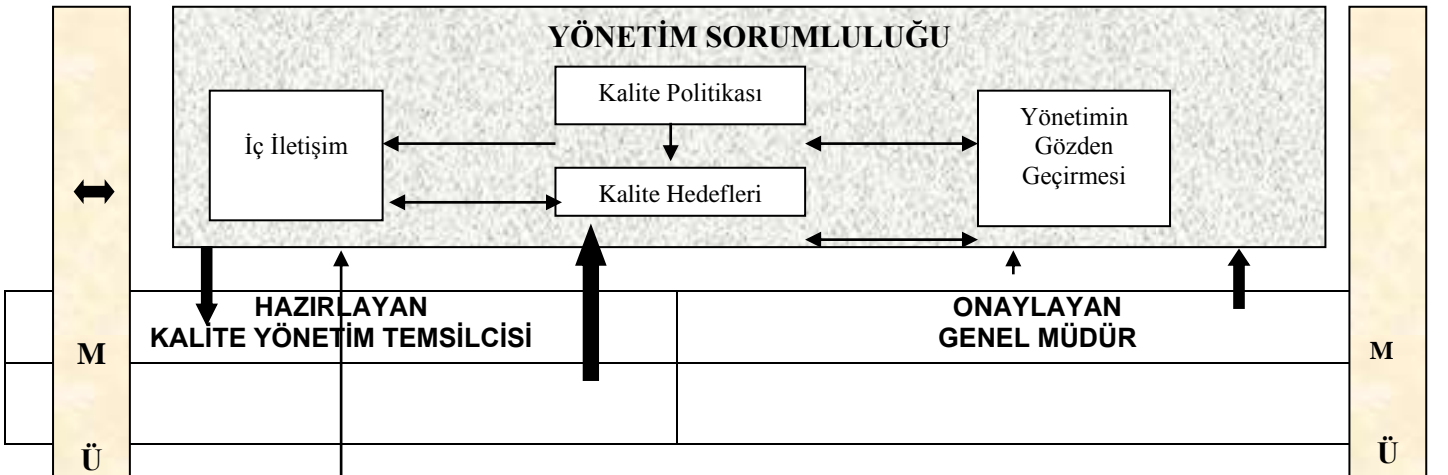 YÖNETİM SORUMLULUĞU
Kalite Politikası
İç İletişim
Yönetimin
Gözden
Geçirmesi
Kalite Hedefleri
HAZIRLAYAN
KALİTE YÖNETİM TEMSİLCİSİ
ONAYLAYAN
GENEL MÜDÜR
M
Ü
M
Ü